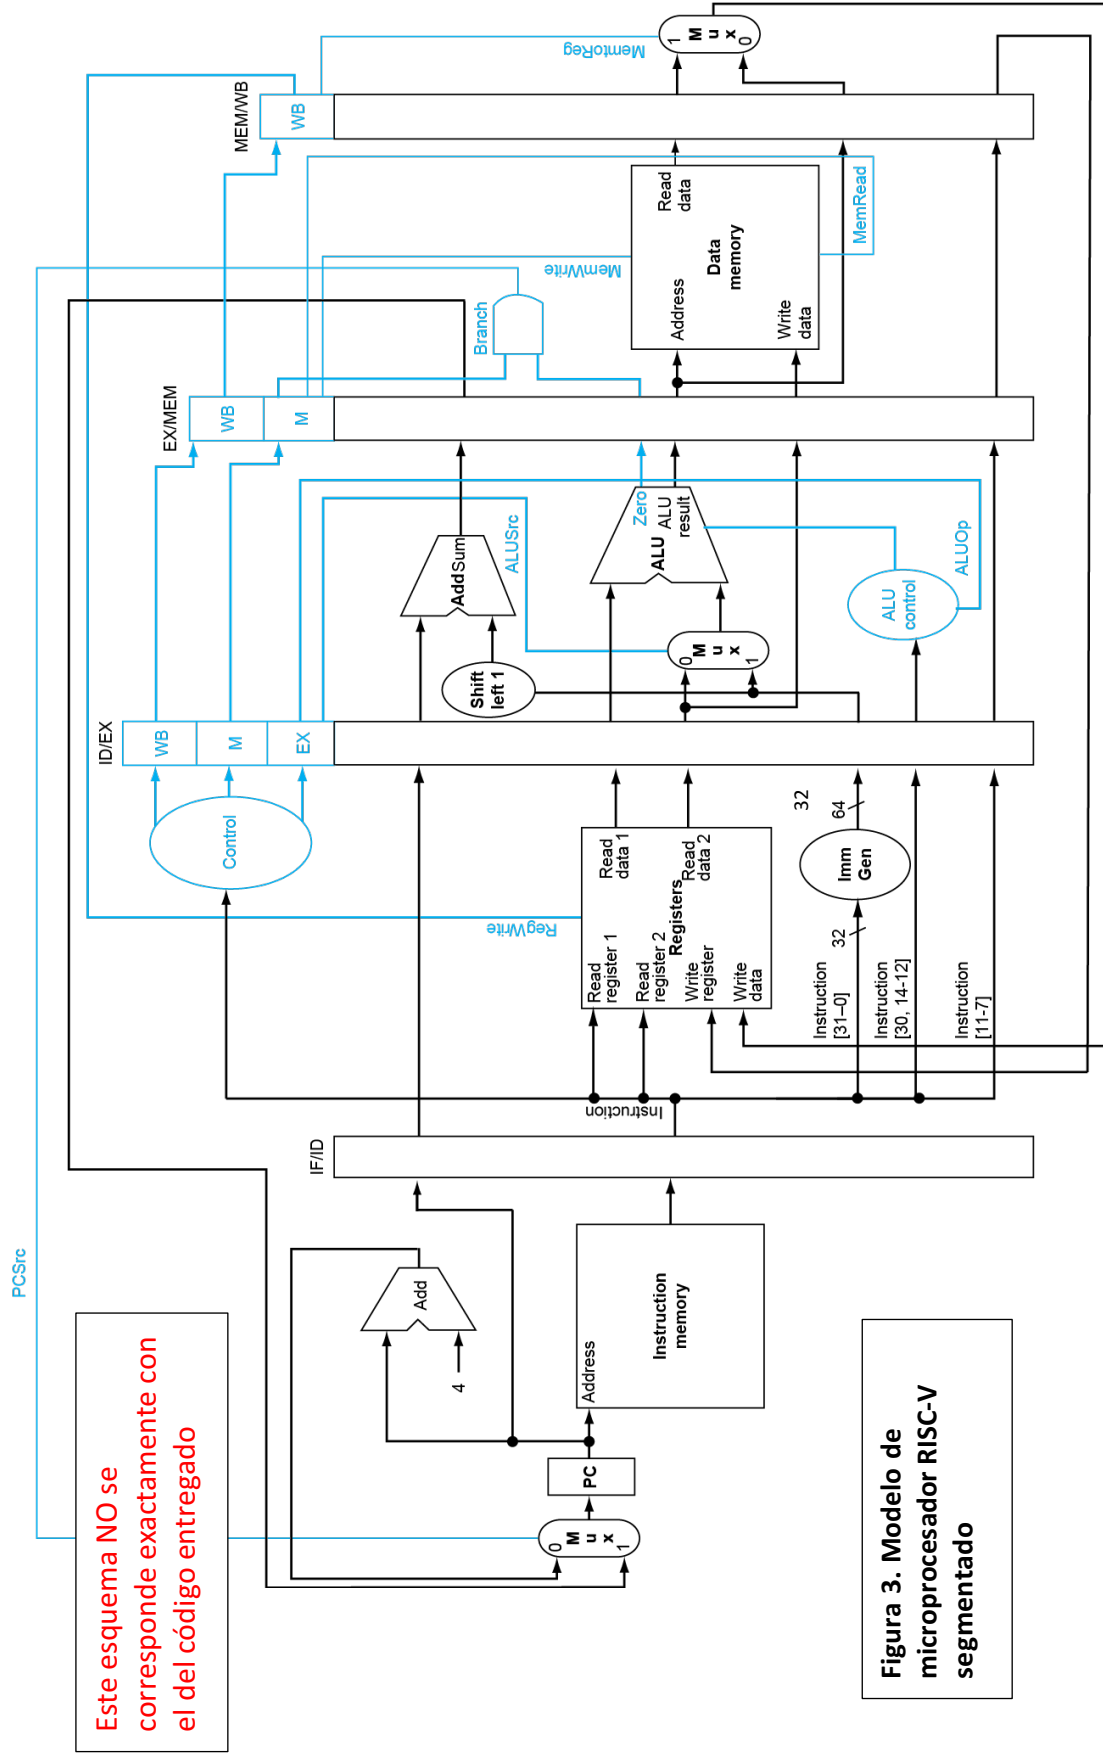 Este esquema NO se
corresponde exactamente con
el del código entregado
PCSrc
ID/EX
WB
M
EX
Control
EX/MEM
WB
M
MEM/WB
WB
IF/ID
Add
4
Add Sum
Shift
left 1
ALUSrc
Branch
MemWrite
MemtoReg
RegWrite
0
M
u
x
1
PC
Address
Instruction
memory
Instruction
Read
register 1
Read
register 2
Registers
Write
register
Write
data
Read
data 1
Read
data 2
0
M
u
x
1
Zero
ALU
ALU
result
Address
Read
data
Data
memory
Write
data
MemRead
1
M
u
x
0
Instruction
[31–0]
32
Imm
Gen
64
32
Instruction
[30, 14-12]
Instruction
[11-7]
ALU
control
ALUOp
Figura 3. Modelo de
microprocesador RISC-V
segmentado